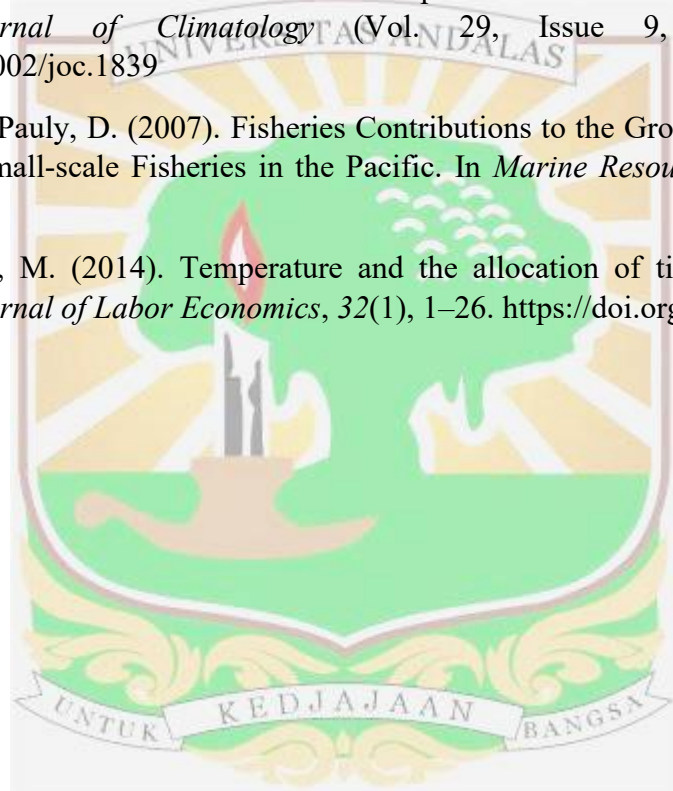 rnal of Climatology (Vol. 29, Issue 9,
UNIVERSITAS ANDALAS
002/joc.1839
Pauly, D. (2007). Fisheries Contributions to the Gro
mall-scale Fisheries in the Pacific. In Marine Resou
, M. (2014). Temperature and the allocation of ti
rnal of Labor Economics, 32(1), 1–26. https://doi.org
UNTUK KEDJAJAAN BANGSA